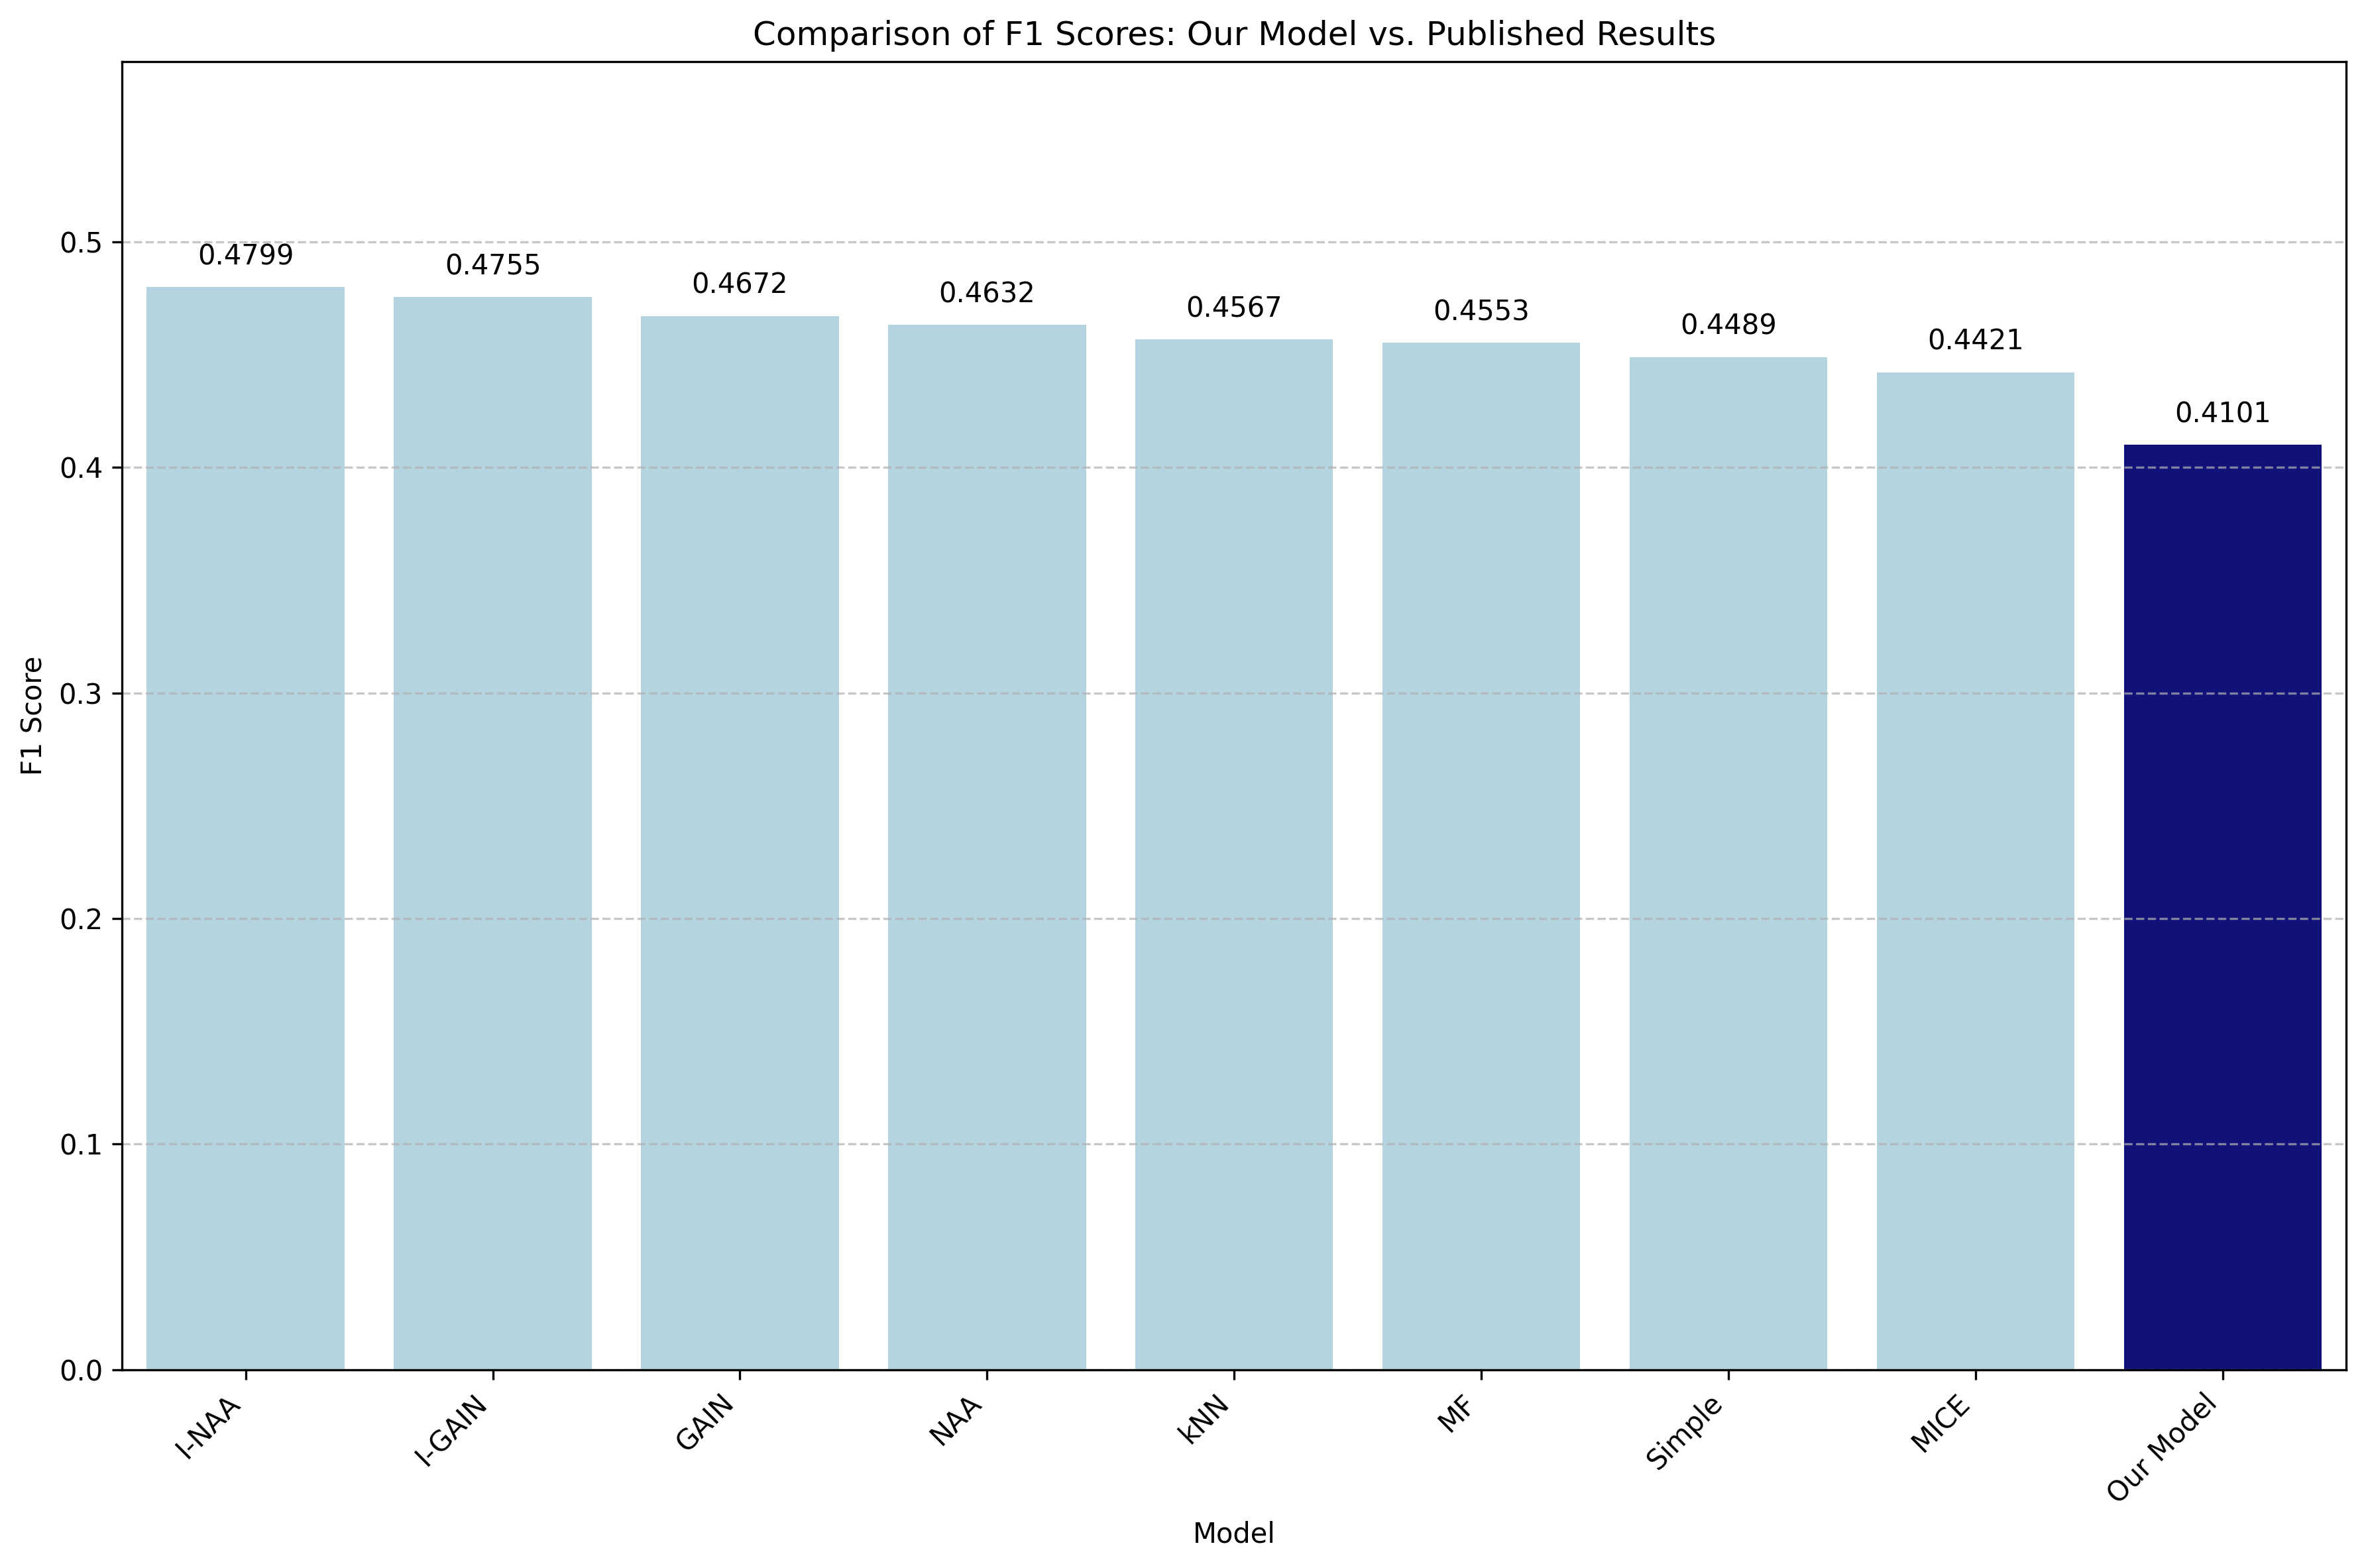 Comparison of F1 Scores: Our Model vs. Published Results
F1 Score
0.5
0.4
0.3
0.2
0.1
0.0
0.4799
0.4755
0.4672
0.4632
0.4567
0.4553
0.4489
0.4421
0.4101
I-NAA
I-GAIN
GAIN
NAA
kNN
MF
Simple
MICE
Our Model
Model